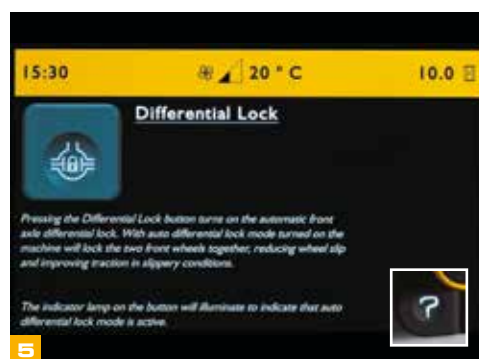 15:30 20 ° C 10.0
Differential Lock
Pressing the Differential Lock button turns on the automatic front
axle differential lock. With auto differential lock mode turned on the
machine will lock the two front wheels together, reducing wheel slip
and improving traction in slippery conditions.
The indicator lamp on the button will illuminate to indicate that auto
differential lock mode is active.
?
5